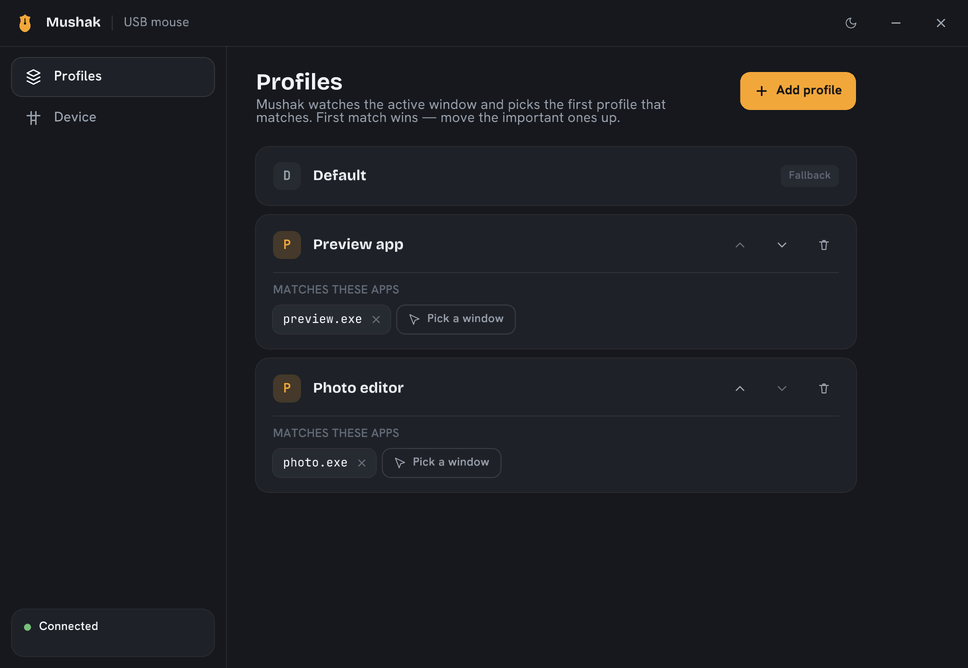 Mushak
USB mouse
Profiles
Device
Profiles
Mushak watches the active window and picks the first profile that
matches. First match wins — move the important ones up.
Add profile
D
Default
Fallback
P
Preview app
MATCHES THESE APPS
preview.exe
Pick a window
P
Photo editor
MATCHES THESE APPS
photo.exe
Pick a window
Connected